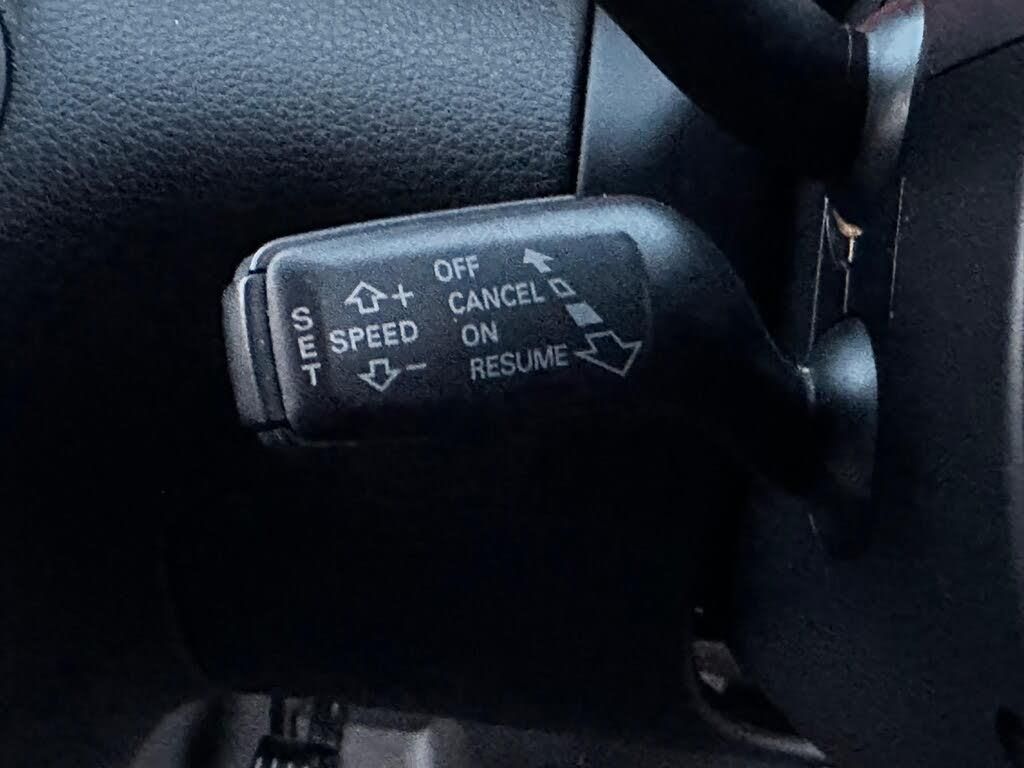 SET
+
SPEED
−
OFF
CANCEL
ON
RESUME